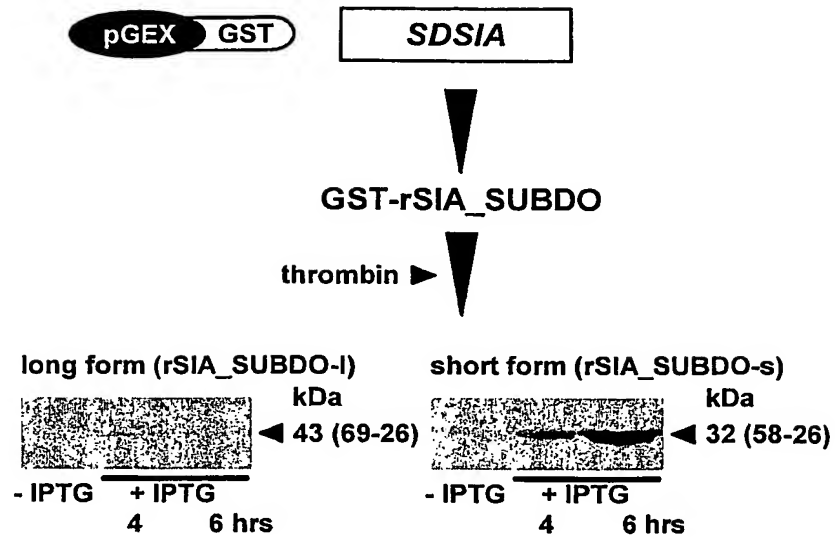 pGEX GST SDSIA
GST-rSIA_SUBDO
thrombin
long form (rSIA_SUBDO-l)
kDa
43 (69-26)
- IPTG + IPTG
4 6 hrs
short form (rSIA_SUBDO-s)
kDa
32 (58-26)
- IPTG + IPTG
4 6 hrs